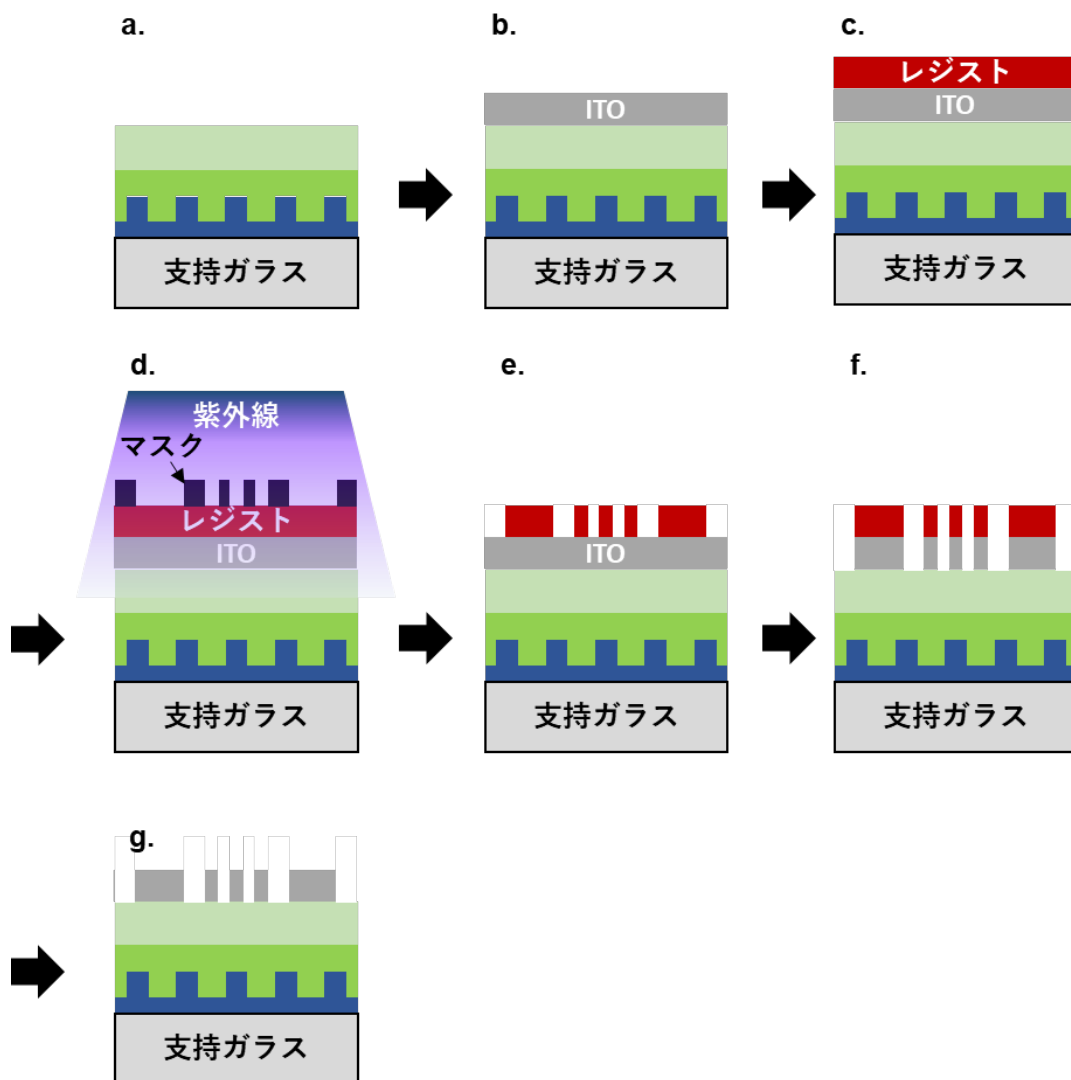 a.
支持ガラス
b.
ITO
支持ガラス
c.
レジスト
ITO
支持ガラス
d.
紫外線
マスク
レジスト
ITO
支持ガラス
e.
ITO
支持ガラス
f.
支持ガラス
g.
支持ガラス